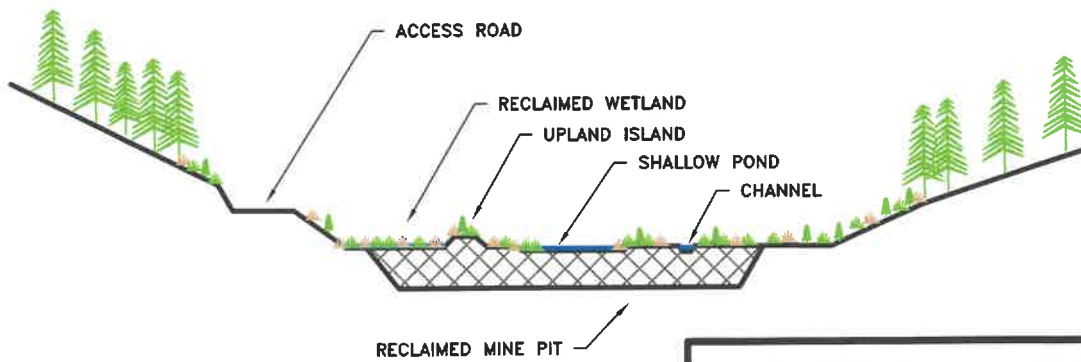 ACCESS ROAD
RECLAIMED WETLAND
UPLAND ISLAND
SHALLOW POND
CHANNEL
RECLAIMED MINE PIT